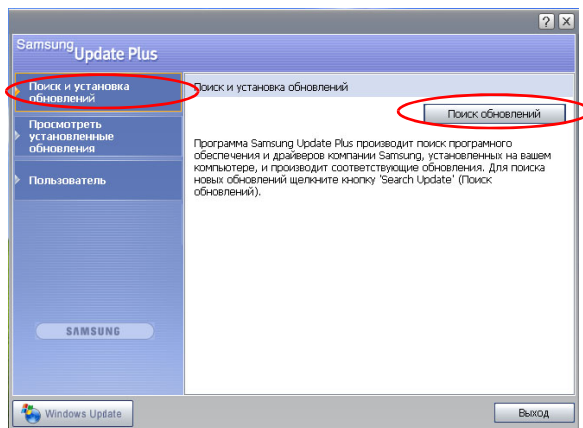 Samsung Update Plus
Поиск и установка
обновлений
Просмотреть
установленные
обновления
Пользователь
SAMSUNG
Windows Update
Поиск и установка обновлений
Поиск обновлений
Программа Samsung Update Plus производит поиск програмного
обеспечения и драйверов компании Samsung, установленных на вашем
компьютере, и производит соответствующие обновления. Для поиска
новых обновлений щелкните кнопку 'Search Update' (Поиск
обновлений).
Выход